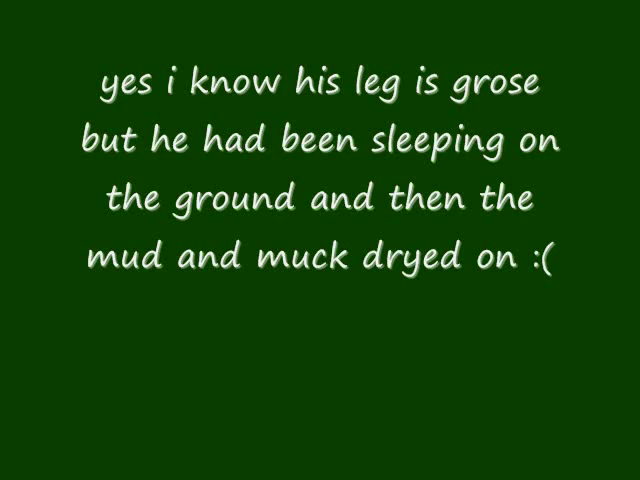 yes i know his leg is grose
but he had been sleeping on
the ground and then the
mud and muck dryed on :(